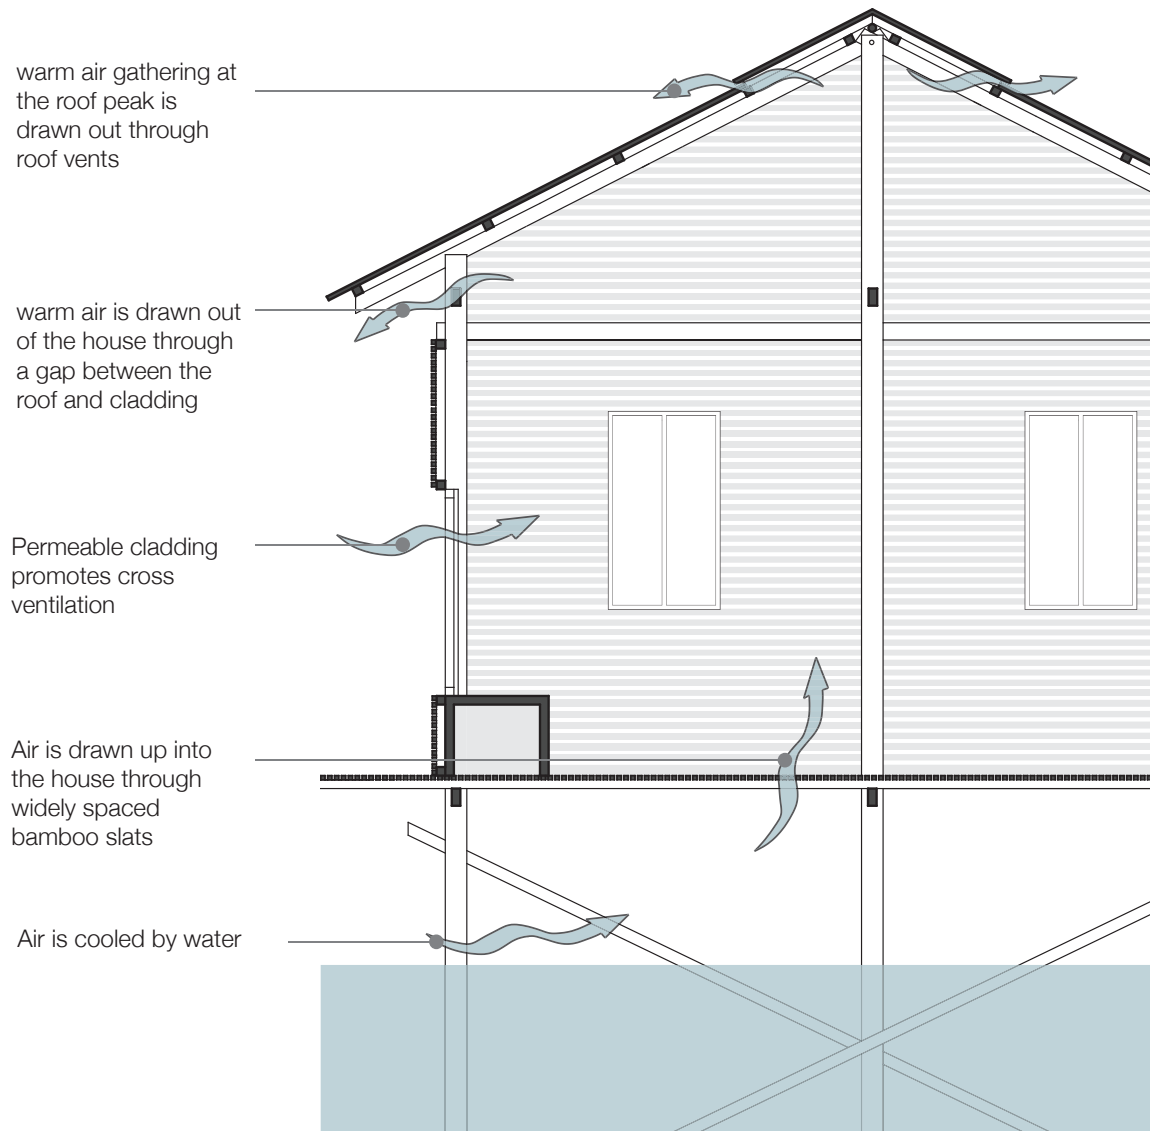 warm air gathering at
the roof peak is
drawn out through
roof vents
warm air is drawn out
of the house through
a gap between the
roof and cladding
Permeable cladding
promotes cross
ventilation
Air is drawn up into
the house through
widely spaced
bamboo slats
Air is cooled by water